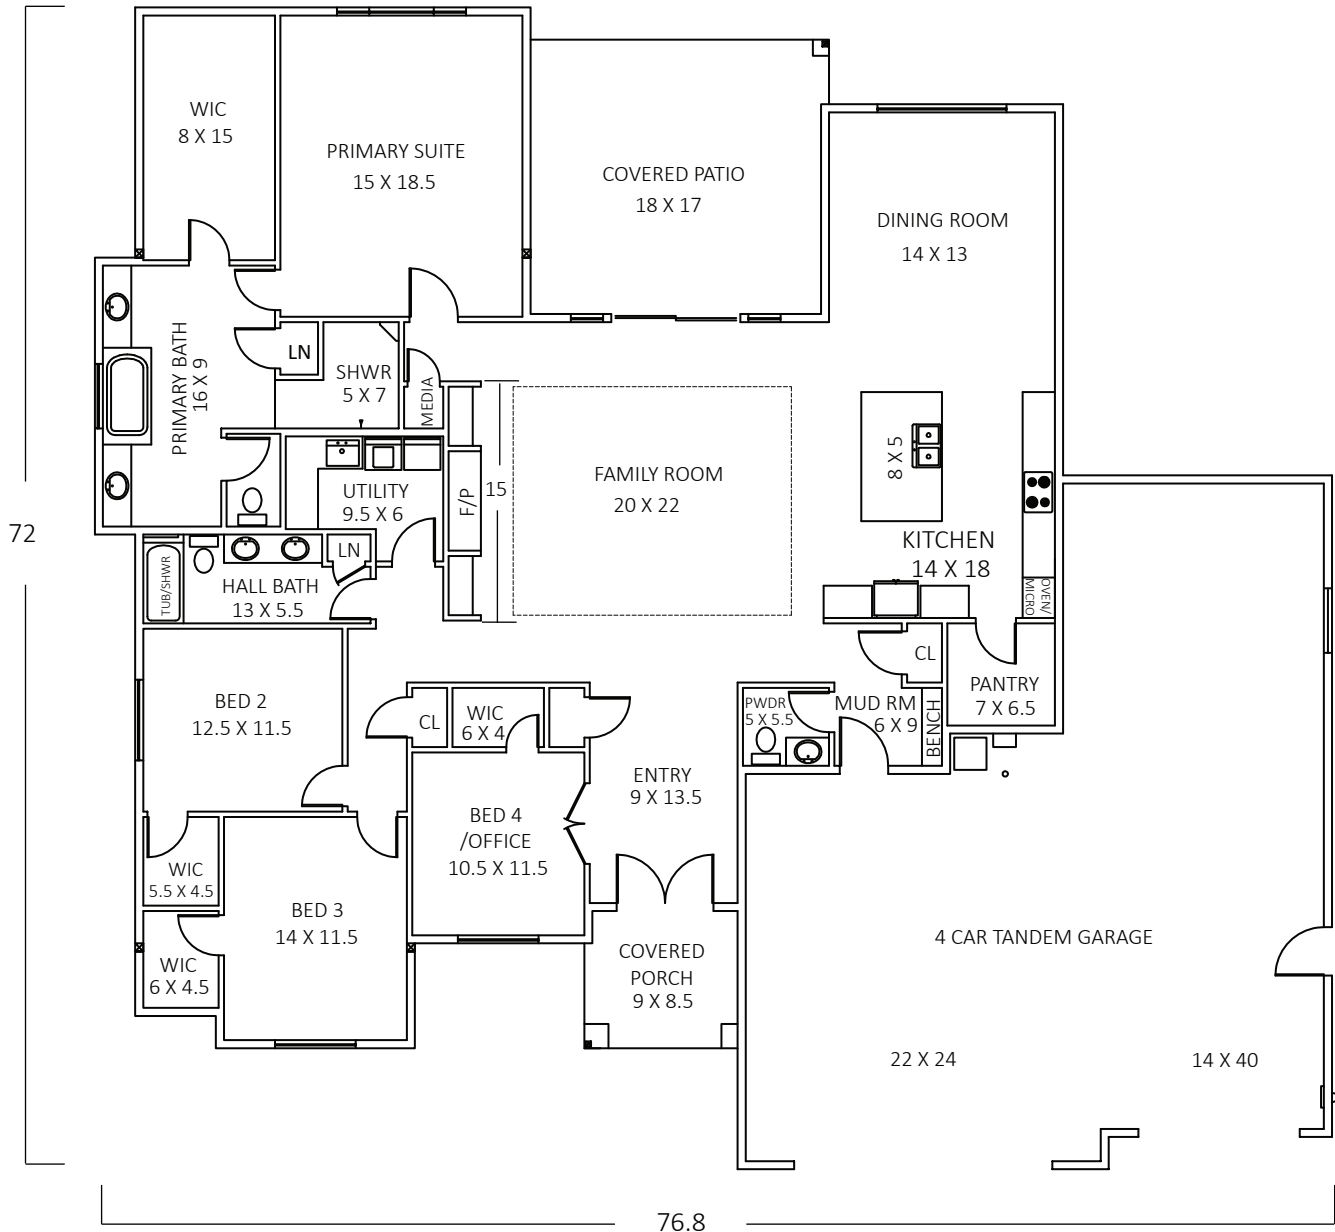 WIC
8 X 15
PRIMARY SUITE
15 X 18.5
COVERED PATIO
18 X 17
DINING ROOM
14 X 13
PRIMARY BATH
16 X 9
LN
SHWR
5 X 7
MEDIA
FAMILY ROOM
20 X 22
15
F/P
UTILITY
9.5 X 6
8 X 5
KITCHEN
14 X 18
OVEN/
MICRO
72
LN
HALL BATH
13 X 5.5
TUB/SHWR
CL
PANTRY
7 X 6.5
BED 2
12.5 X 11.5
CL
WIC
6 X 4
PWDR
5 X 5.5
MUD RM
6 X 9
BENCH
ENTRY
9 X 13.5
BED 4
/OFFICE
10.5 X 11.5
WIC
5.5 X 4.5
BED 3
14 X 11.5
WIC
6 X 4.5
COVERED
PORCH
9 X 8.5
4 CAR TANDEM GARAGE
22 X 24
14 X 40
76.8